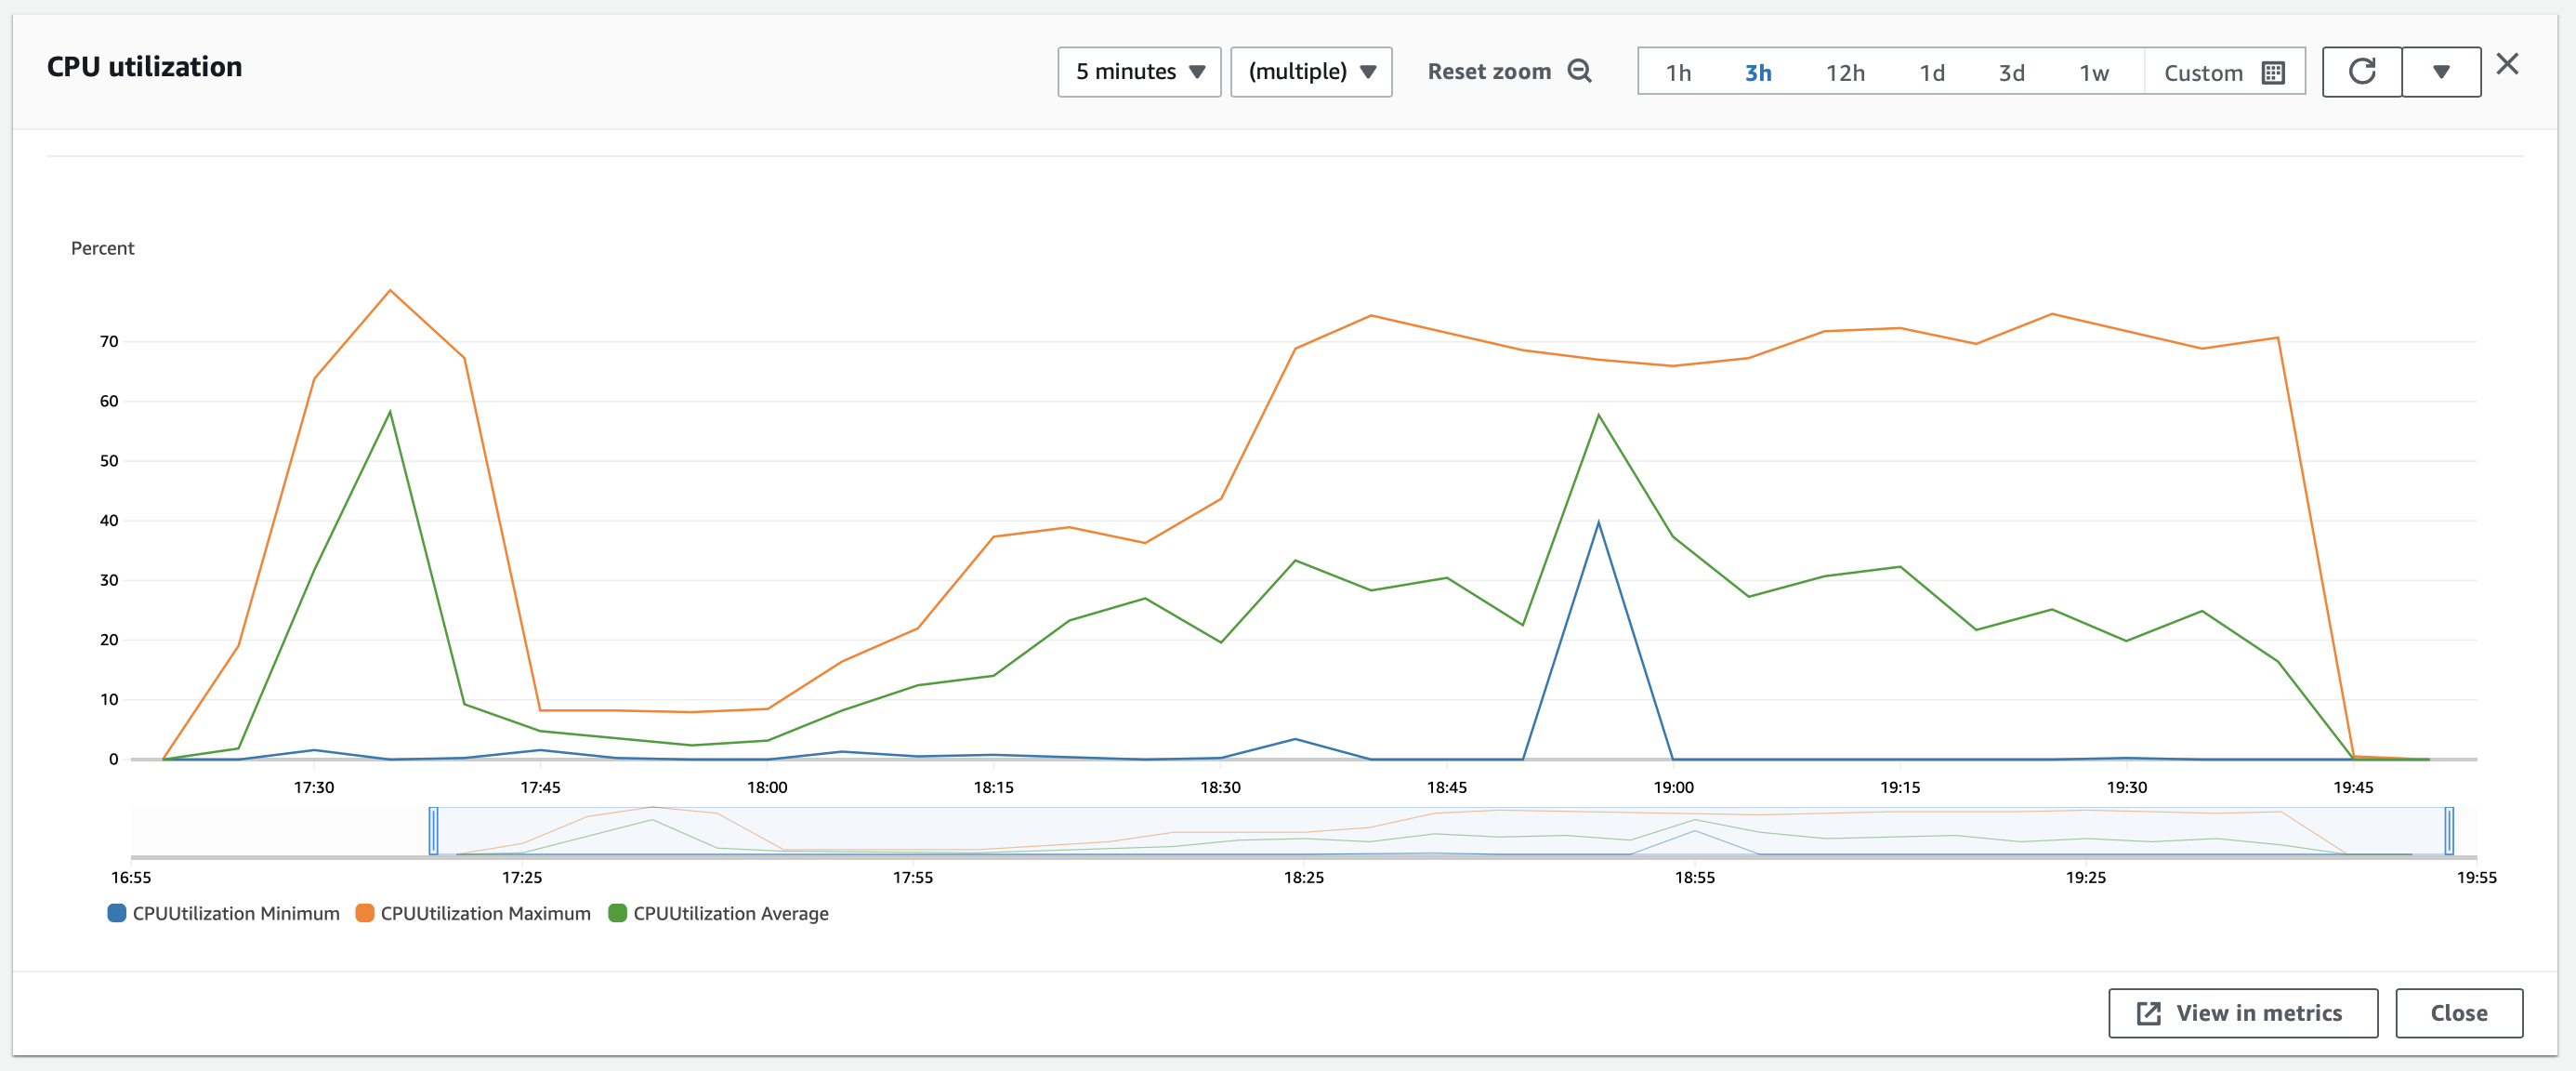 CPU utilization
5 minutes
(multiple)
Reset zoom
1h 3h 12h 1d 3d 1w Custom
Percent
70
60
50
40
30
20
10
0
17:30 17:45 18:00 18:15 18:30 18:45 19:00 19:15 19:30 19:45
16:55 17:25 17:55 18:25 18:55 19:25 19:55
CPUUtilization Minimum CPUUtilization Maximum CPUUtilization Average
View in metrics
Close